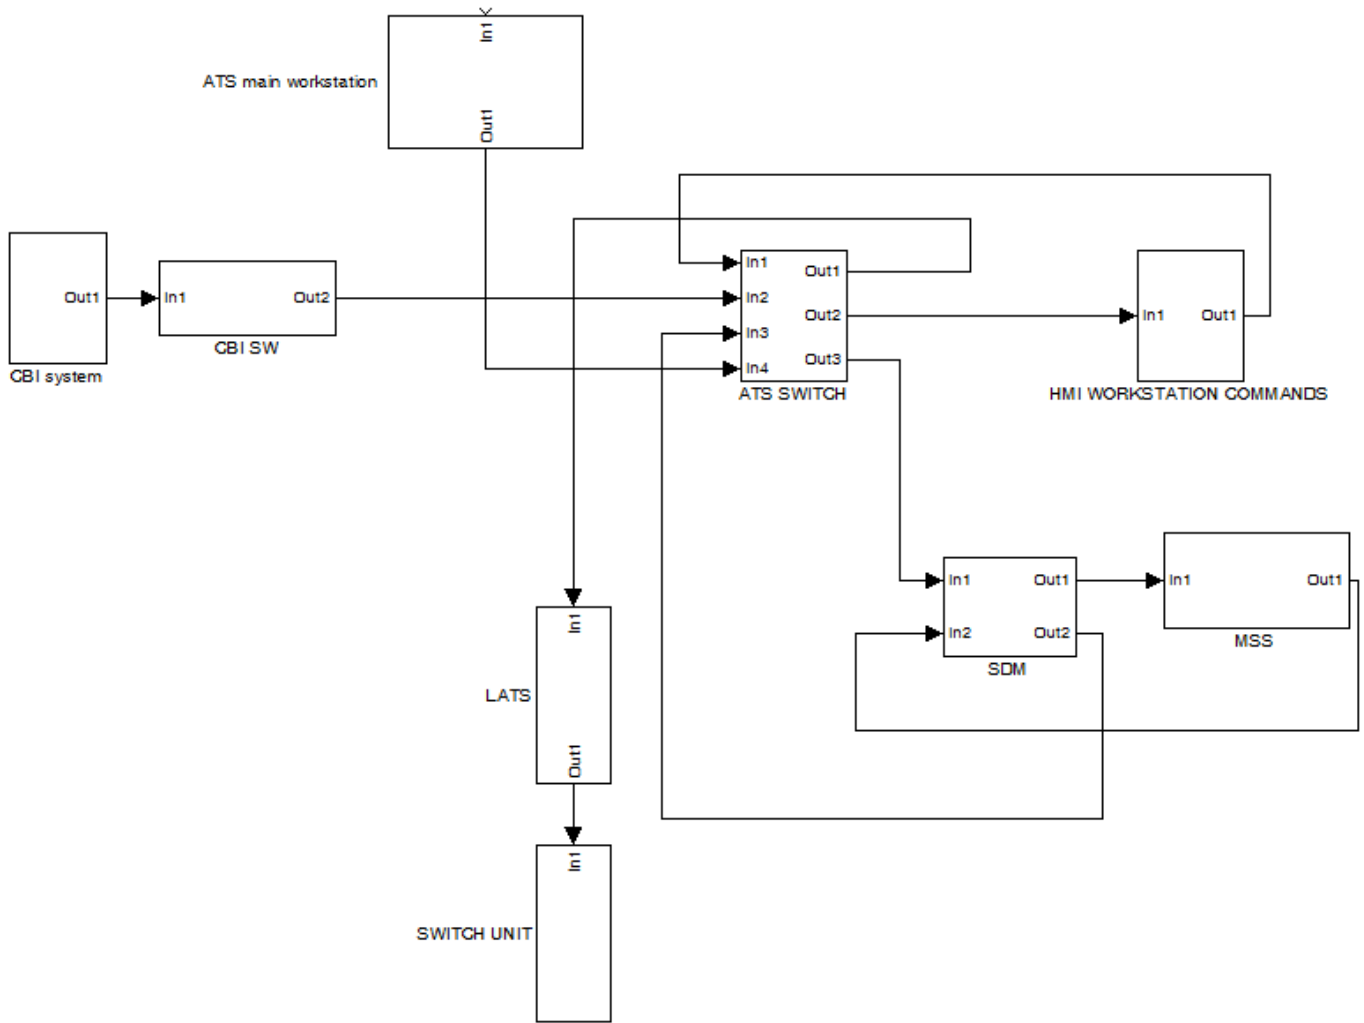 In1
ATS main workstation
Out1
Out1
GBI system
In1
Out2
GBI SW
In1
In2
In3
In4
Out1
Out2
Out3
ATS SWITCH
In1
Out1
HMI WORKSTATION COMMANDS
In1
In2
Out1
Out2
SDM
In1
Out1
MSS
In1
LATS
Out1
In1
SWITCH UNIT